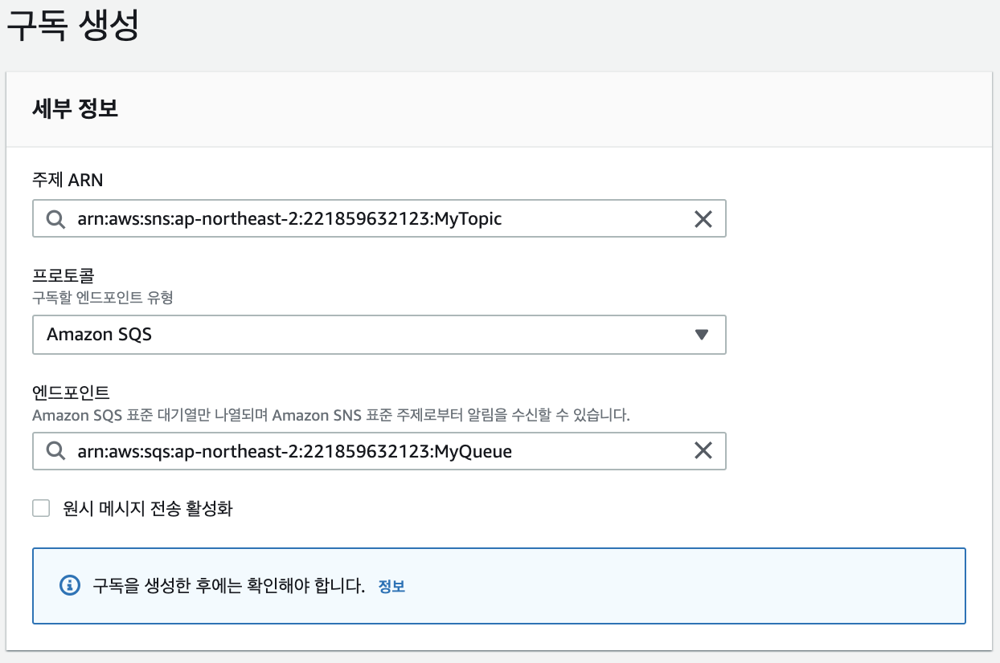 구독 생성
세부 정보
주제 ARN
arn:aws:sns:ap-northeast-2:221859632123:MyTopic
프로토콜
구독할 엔드포인트 유형
Amazon SQS
엔드포인트
Amazon SQS 표준 대기열만 나열되며 Amazon SNS 표준 주제로부터 알림을 수신할 수 있습니다.
arn:aws:sqs:ap-northeast-2:221859632123:MyQueue
원시 메시지 전송 활성화
구독을 생성한 후에는 확인해야 합니다. 정보